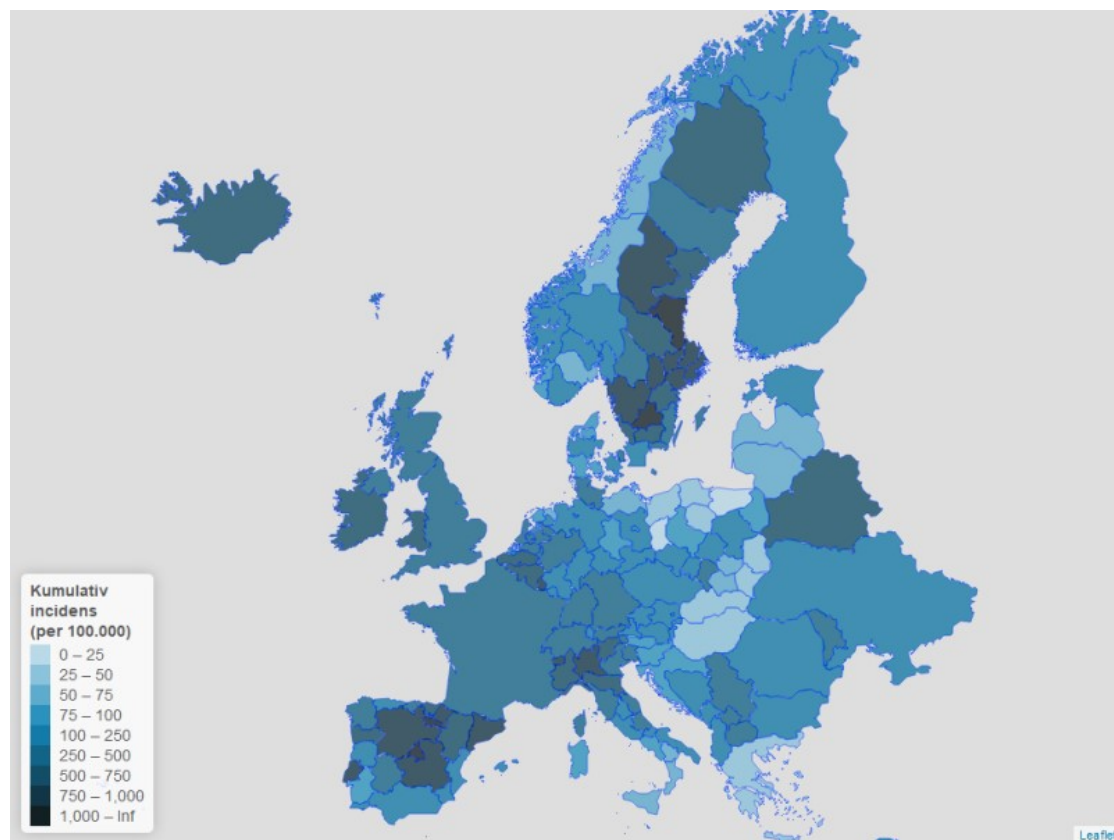 Kumulativ
incidens
(per 100.000)
0 – 25
25 – 50
50 – 75
75 – 100
100 – 250
250 – 500
500 – 750
750 – 1,000
1,000 – Inf
Leafle